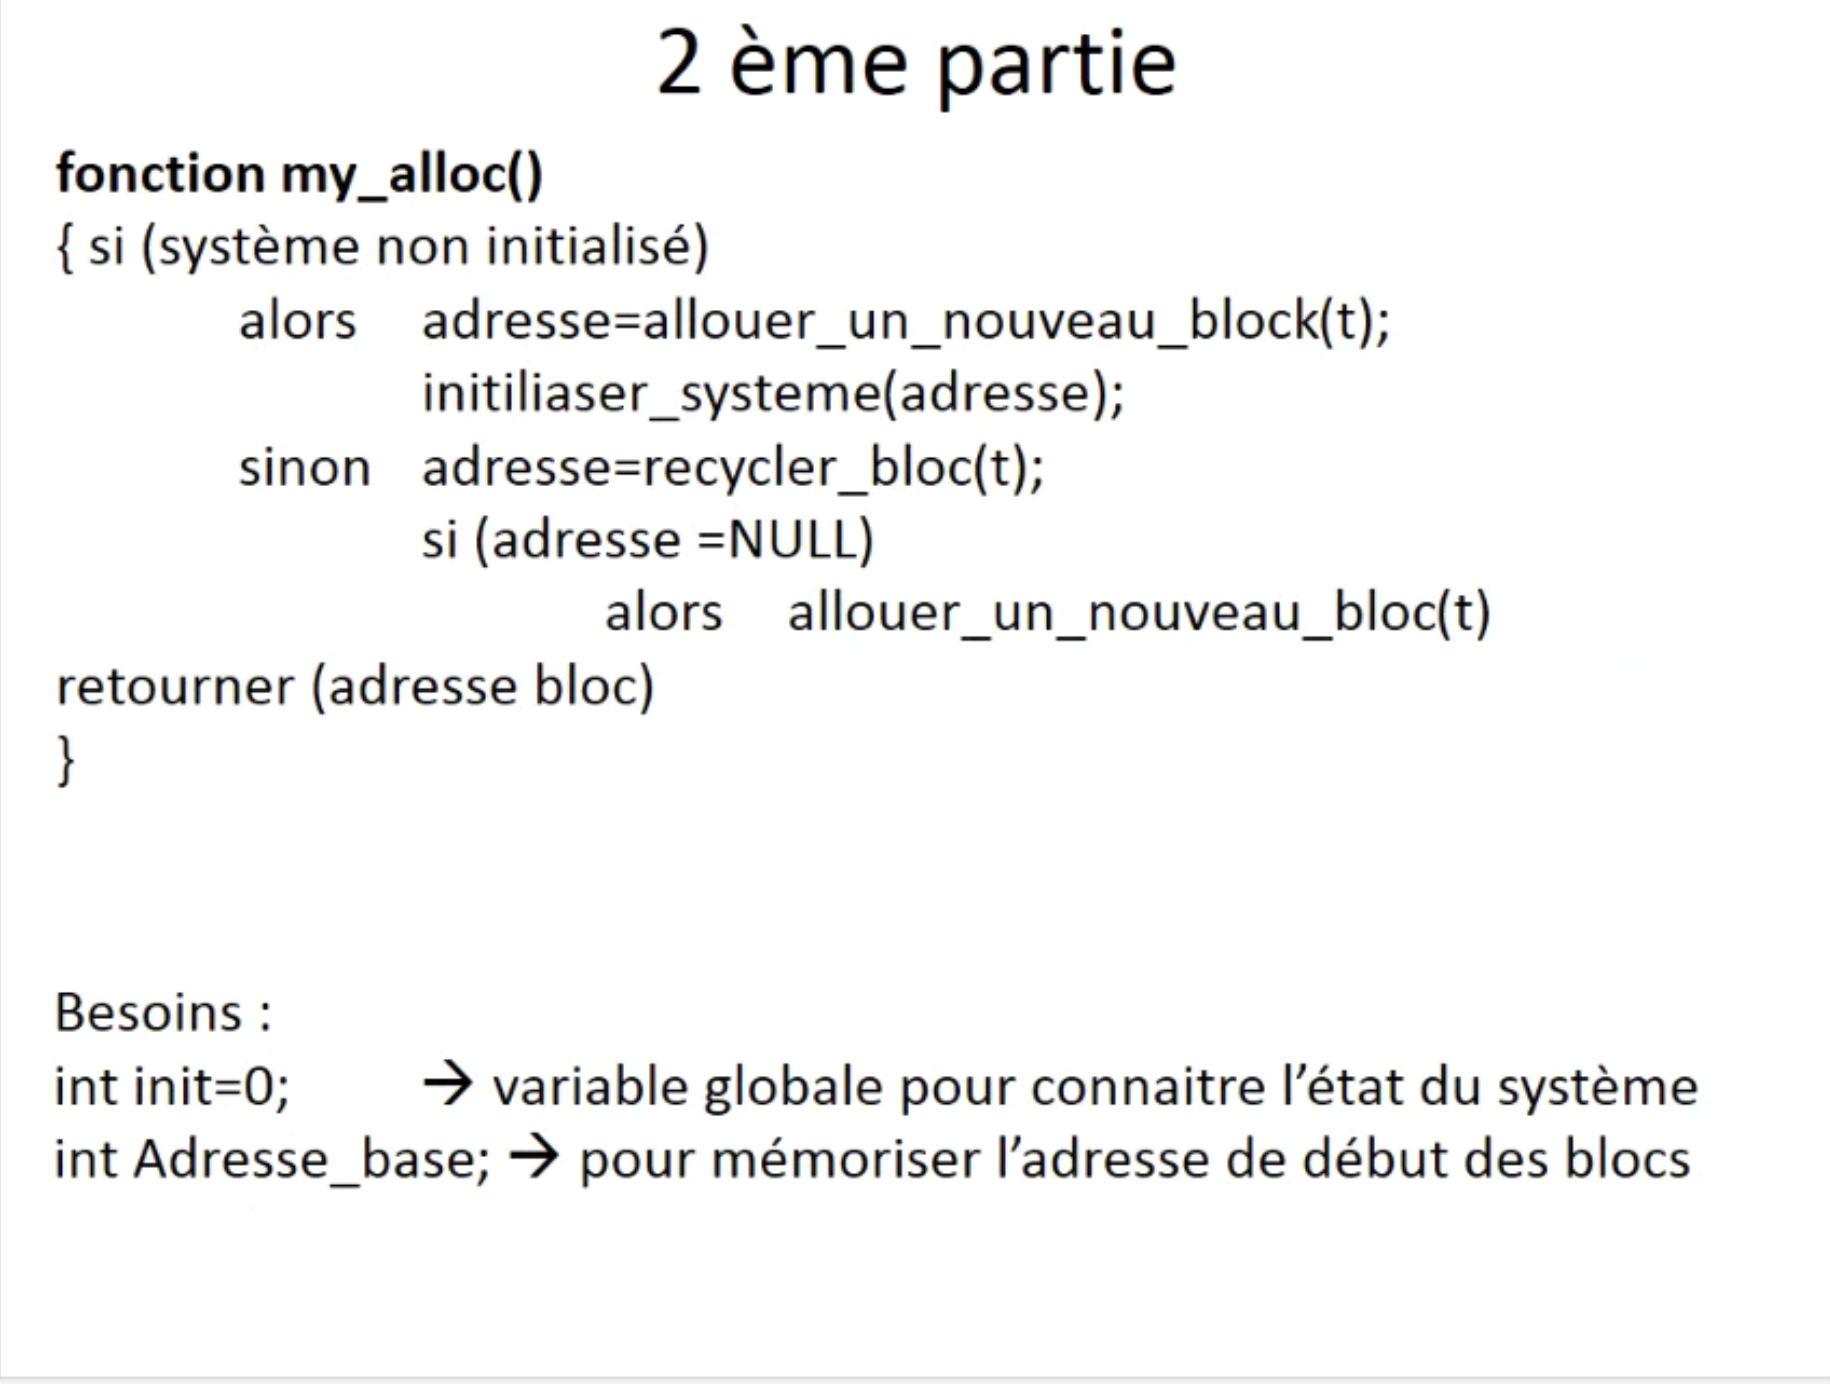 2 ème partie
fonction my_alloc()
{ si (système non initialisé)
alors adresse=allouer_un_nouveau_block(t);
initiliaser_systeme(adresse);
sinon adresse=recycler_bloc(t);
si (adresse =NULL)
alors allouer_un_nouveau_bloc(t)
retourner (adresse bloc)
}
Besoins :
int init=0; → variable globale pour connaitre l’état du système
int Adresse_base; → pour mémoriser l’adresse de début des blocs